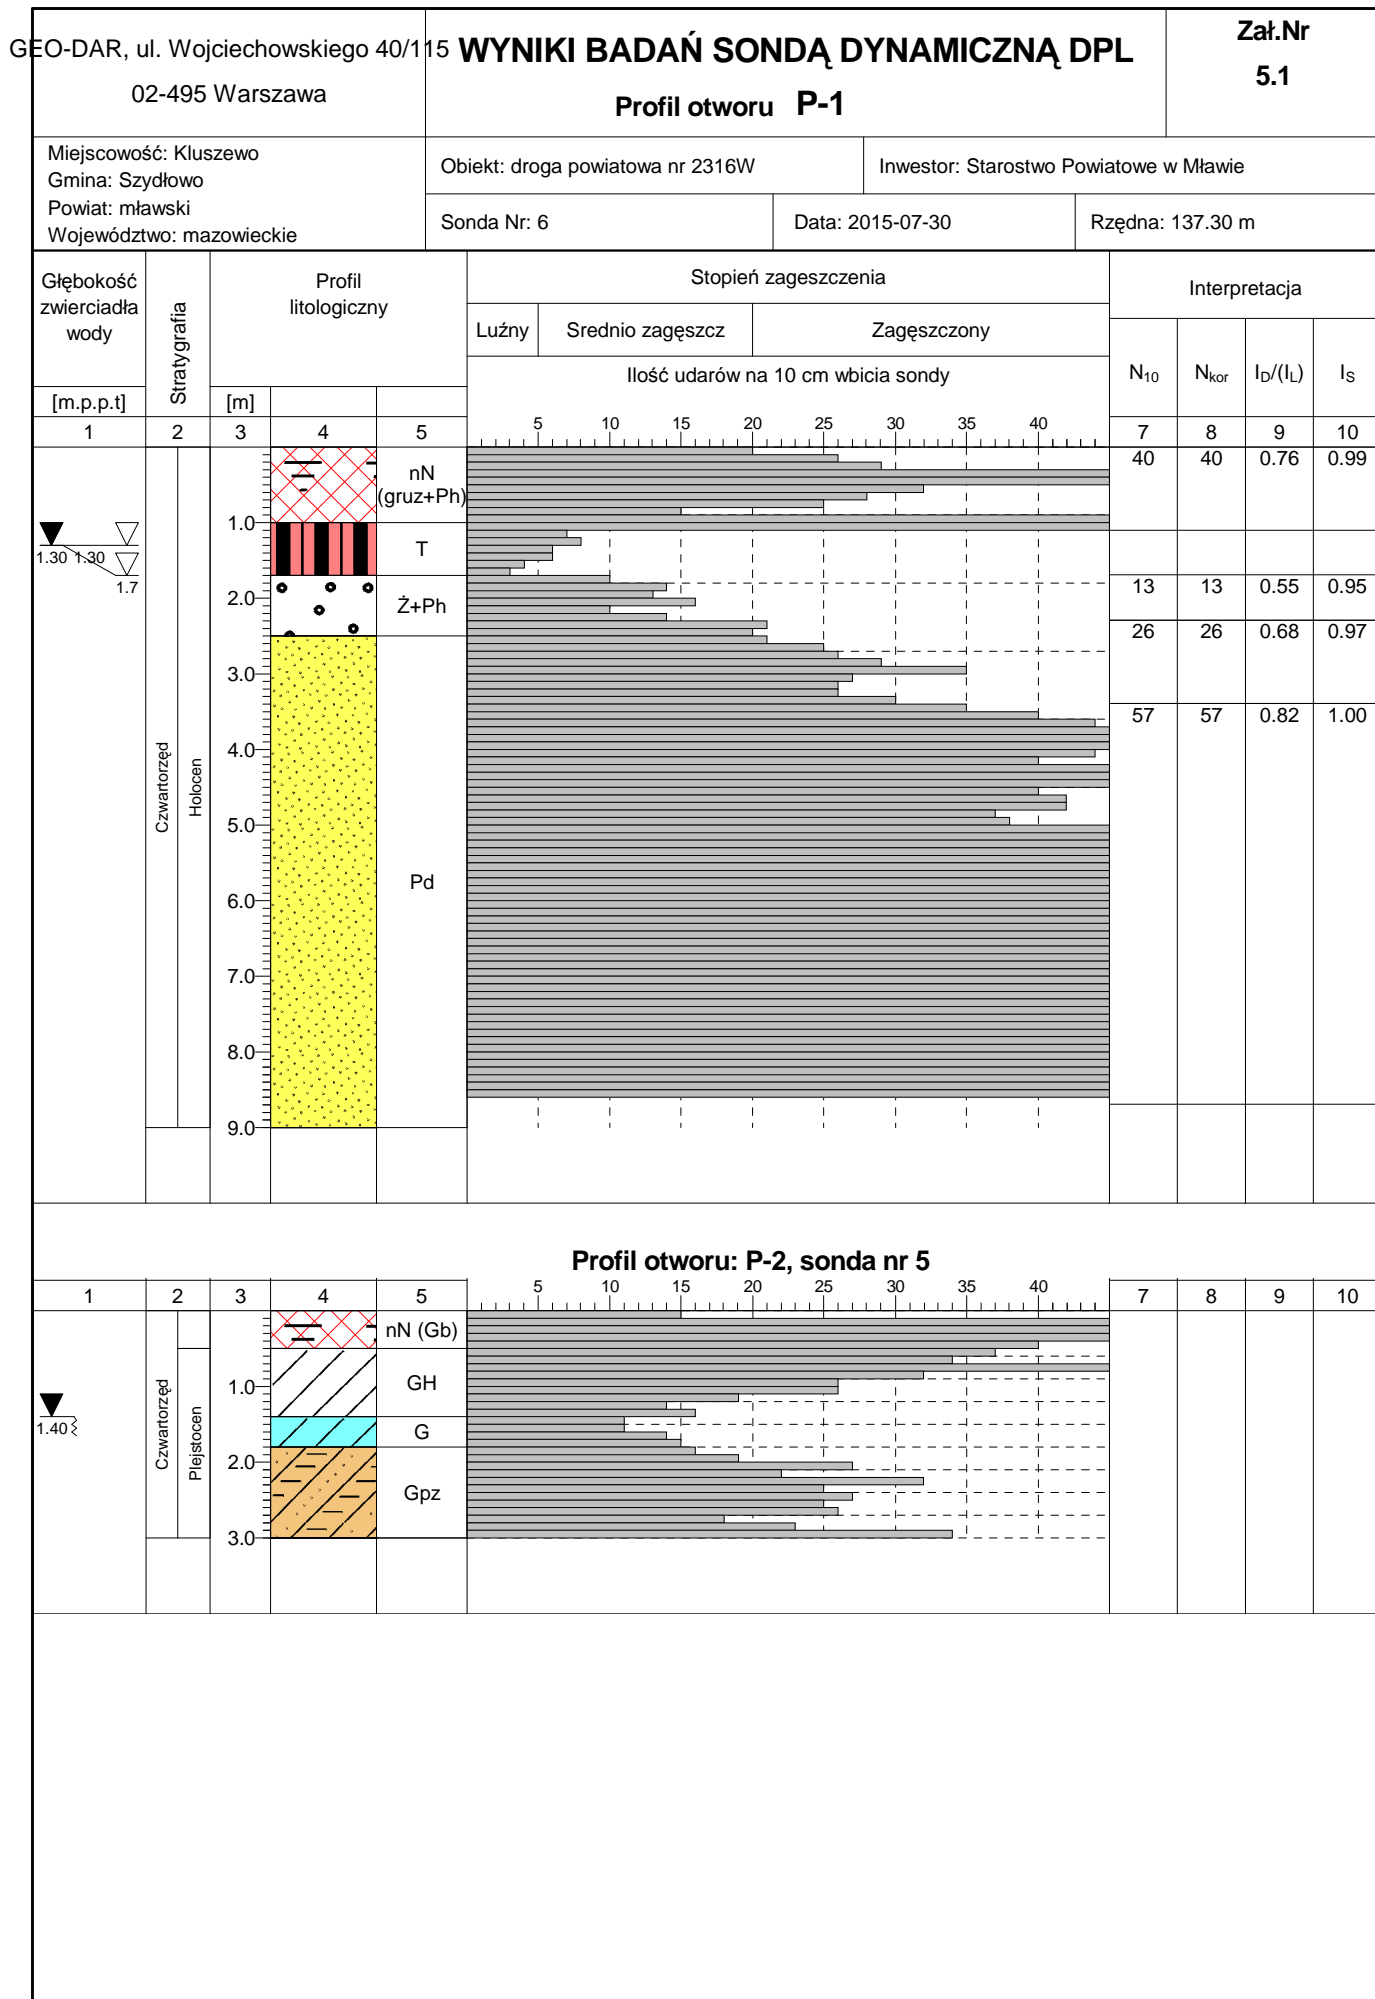 GEO-DAR, ul. Wojciechowskiego 40/115
02-495 Warszawa
WYNIKI BADAŃ SONDĄ DYNAMICZNĄ DPL
Profil otworu P-1
Zał.Nr
5.1
Miejscowość: Kluszewo
Gmina: Szydłowo
Powiat: mławski
Województwo: mazowieckie
Obiekt: droga powiatowa nr 2316W
Inwestor: Starostwo Powiatowe w Mławie
Sonda Nr: 6
Data: 2015-07-30
Rzędna: 137.30 m
Głębokość
zwierciadła
wody
[m.p.p.t]
Stratygrafia
Profil
litologiczny
[m]
Stopień zageszczenia
Luźny
Srednio zagęszcz
Zagęszczony
Ilość udarów na 10 cm wbicia sondy
Interpretacja
N10 Nkor ID/(IL) IS
1 2 3 4 5
5 10 15 20 25 30 35 40
7 8 9 10
nN
(gruz+Ph)
40 40 0.76 0.99
1.0
T
1.30 1.30
1.7
2.0
Ż+Ph
13 13 0.55 0.95
26 26 0.68 0.97
3.0
57 57 0.82 1.00
4.0
Czwartorzęd
Holocen
5.0
Pd
6.0
7.0
8.0
9.0
Profil otworu: P-2, sonda nr 5
1 2 3 4 5
5 10 15 20 25 30 35 40
7 8 9 10
nN (Gb)
1.0
GH
1.40
G
Czwartorzęd
Plejstocen
2.0
Gpz
3.0